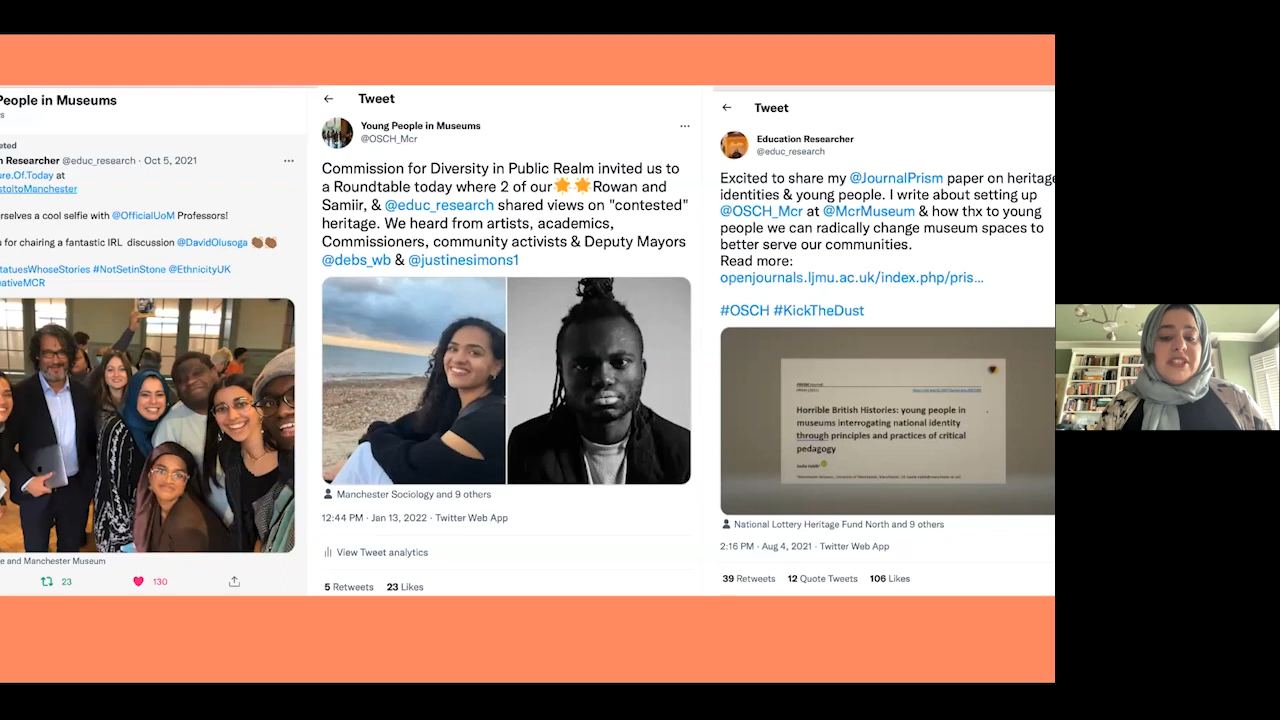 People in Museums
eted
Researcher @educ_research · Oct 5, 2021
ure.Of.Today at
stoltoManchester
rselves a cool selfie with @OfficialUoM Professors!
for chairing a fantastic IRL discussion @DavidOlusoga
tatuesWhoseStories #NotSetinStone @EthnicityUK
eativeMCR
e and Manchester Museum
23 130
Tweet
Young People in Museums
@OSCH_Mcr
Commission for Diversity in Public Realm invited us to
a Roundtable today where 2 of our Rowan and
Samiir, & @educ_research shared views on "contested"
heritage. We heard from artists, academics,
Commissioners, community activists & Deputy Mayors
@debs_wb & @justinesimons1
Manchester Sociology and 9 others
12:44 PM · Jan 13, 2022 · Twitter Web App
View Tweet analytics
5 Retweets 23 Likes
Tweet
Education Researcher
@educ_research
Excited to share my @JournalPrism paper on heritage
identities & young people. I write about setting up
@OSCH_Mcr at @McrMuseum & how thx to young
people we can radically change museum spaces to
better serve our communities.
Read more:
openjournals.ljmu.ac.uk/index.php/pris...
#OSCH #KickTheDust
Horrible British Histories: young people in
museums interrogating national identity
through principles and practices of critical
pedagogy
National Lottery Heritage Fund North and 9 others
2:16 PM · Aug 4, 2021 · Twitter Web App
39 Retweets 12 Quote Tweets 106 Likes